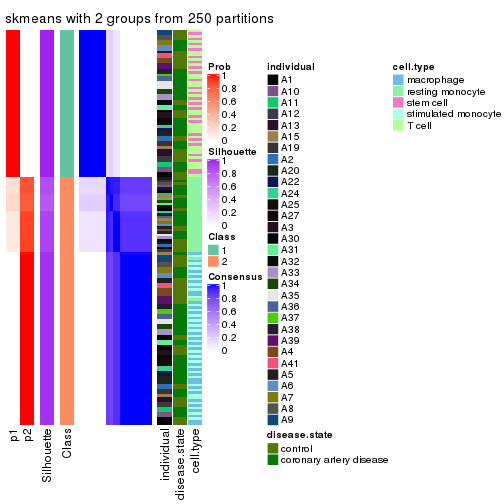 skmeans with 2 groups from 250 partitions
Prob
1
0.8
0.6
0.4
0.2
0
Silhouette
1
0.8
0.6
0.4
0.2
0
Class
1
2
Consensus
1
0.8
0.6
0.4
0.2
0
individual
A1
A10
A11
A12
A13
A15
A19
A2
A20
A22
A24
A25
A27
A3
A30
A31
A32
A33
A34
A35
A36
A37
A38
A39
A4
A41
A5
A6
A7
A8
A9
disease.state
control
coronary artery disease
cell.type
macrophage
resting monocyte
stem cell
stimulated monocyte
T cell
p1
p2
Silhouette
Class
individual
disease.state
cell.type